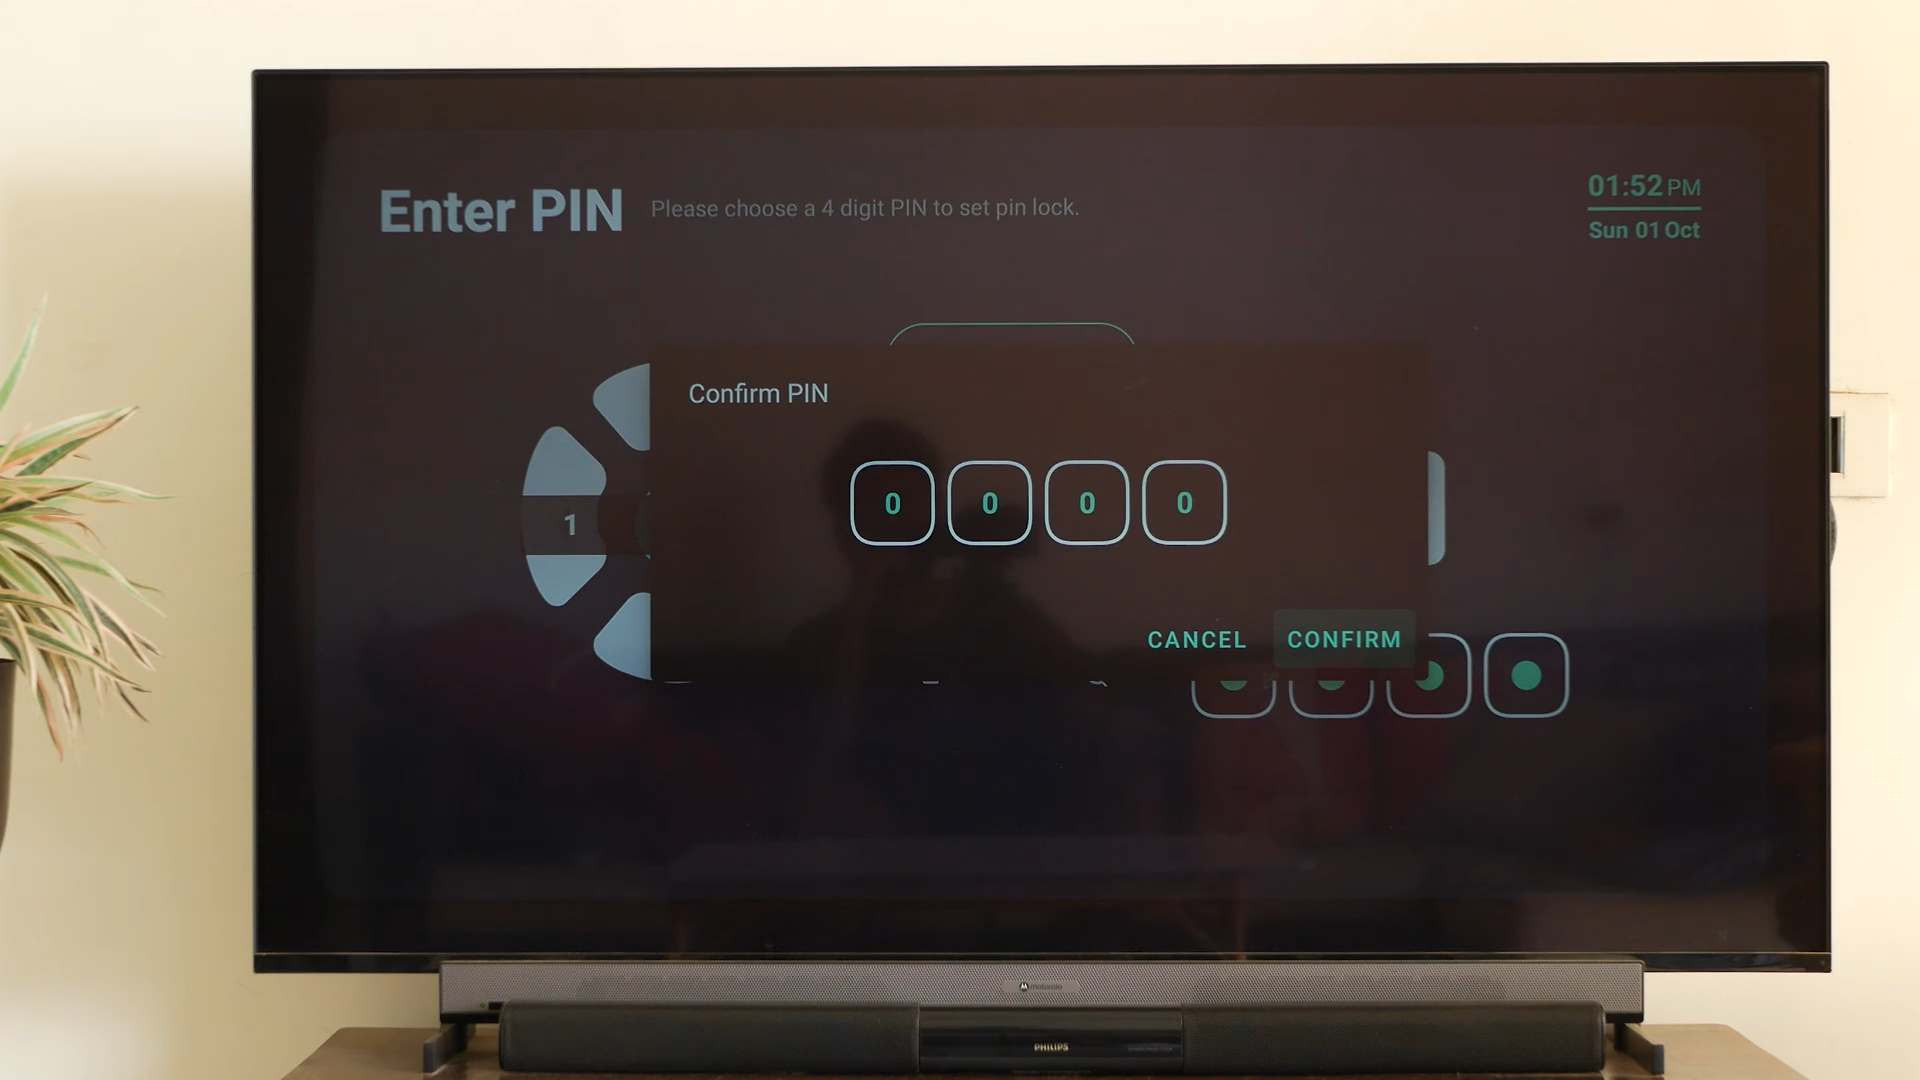 Enter PIN Please choose a 4 digit PIN to set pin lock.
01:52 PM
Sun 01 Oct
Confirm PIN
0 0 0 0
1
CANCEL CONFIRM
motorola
PHILIPS